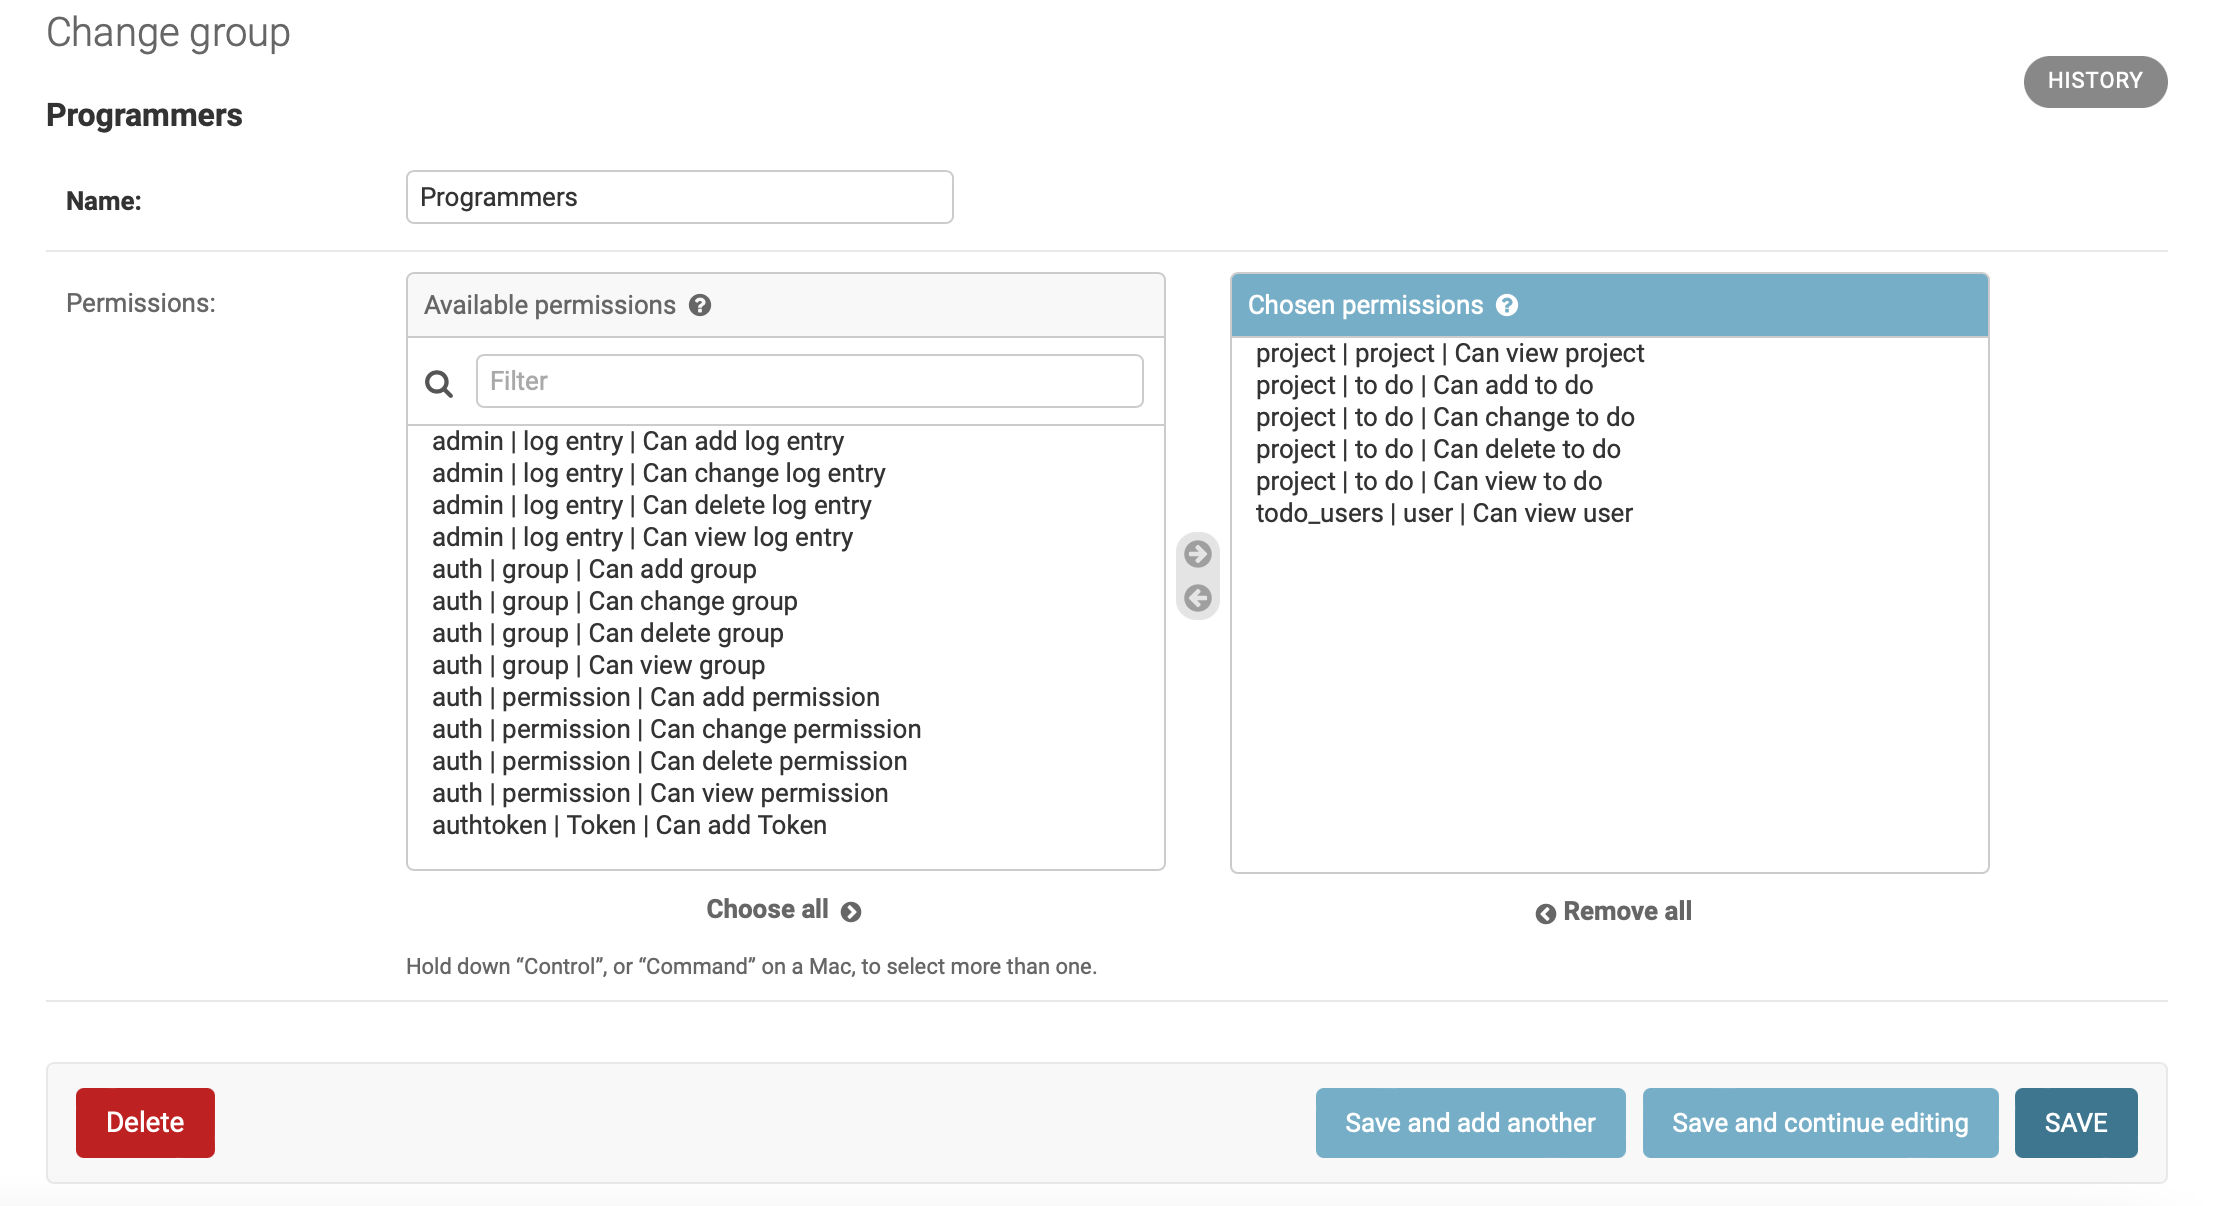 Change group
HISTORY
Programmers
Name:
Programmers
Permissions:
Available permissions ?
Filter
admin | log entry | Can add log entry
admin | log entry | Can change log entry
admin | log entry | Can delete log entry
admin | log entry | Can view log entry
auth | group | Can add group
auth | group | Can change group
auth | group | Can delete group
auth | group | Can view group
auth | permission | Can add permission
auth | permission | Can change permission
auth | permission | Can delete permission
auth | permission | Can view permission
authtoken | Token | Can add Token
Choose all
Hold down “Control”, or “Command” on a Mac, to select more than one.
Chosen permissions ?
project | project | Can view project
project | to do | Can add to do
project | to do | Can change to do
project | to do | Can delete to do
project | to do | Can view to do
todo_users | user | Can view user
Remove all
Delete
Save and add another
Save and continue editing
SAVE